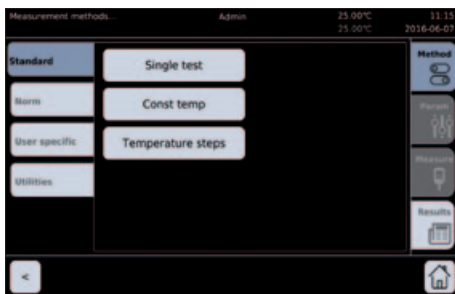 Measurement methods... Admin 25.00°C 11:15
25.00°C 2016-06-07
Standard
Norm
User specific
Utilities
Single test
Const temp
Temperature steps
Method
Param
Measure
Results
<